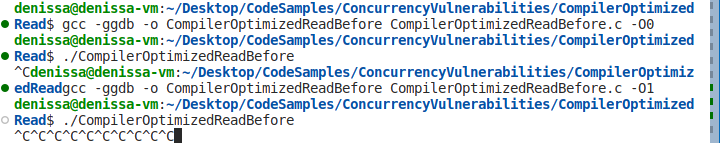 denissa@denissa-vm:~/Desktop/CodeSamples/ConcurrencyVulnerabilities/CompilerOptimized
Read$ gcc -ggdb -o CompilerOptimizedReadBefore CompilerOptimizedReadBefore.c -O0
denissa@denissa-vm:~/Desktop/CodeSamples/ConcurrencyVulnerabilities/CompilerOptimized
Read$ ./CompilerOptimizedReadBefore
^Cdenissa@denissa-vm:~/Desktop/CodeSamples/ConcurrencyVulnerabilities/CompilerOptimiz
edReadgcc -ggdb -o CompilerOptimizedReadBefore CompilerOptimizedReadBefore.c -O1
denissa@denissa-vm:~/Desktop/CodeSamples/ConcurrencyVulnerabilities/CompilerOptimized
Read$ ./CompilerOptimizedReadBefore
^C^C^C^C^C^C^C^C^C^C